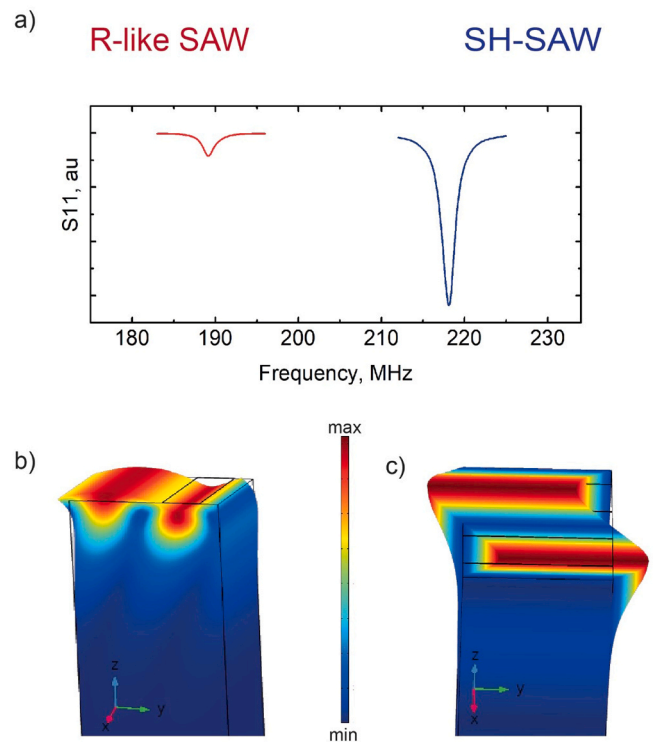 a)
R-like SAW SH-SAW
S11, au
180 190 200 210 220 230
Frequency, MHz
b) max c)
z
y
x
z
y
x
min